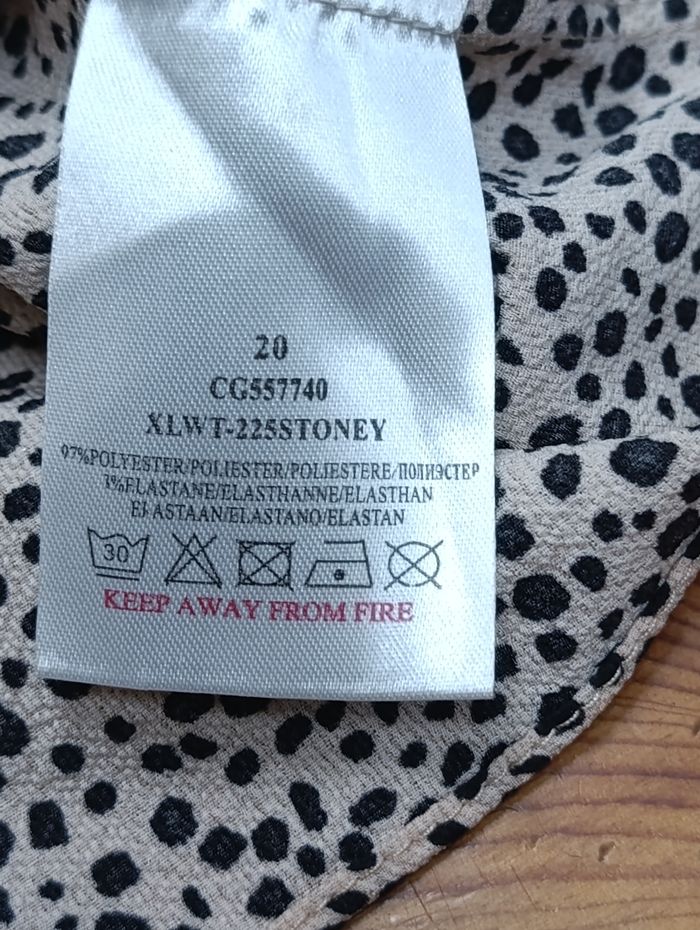 20
CG557740
XLWT-225STONEY
97%POLYESTER/POLIESTER/POLIESTERE/ПОЛИЭСТЕР
3%ELASTANE/ELASTHANNE/ELASTHAN
ELASTAAN/ELASTANO/ELASTAN
30
KEEP AWAY FROM FIRE